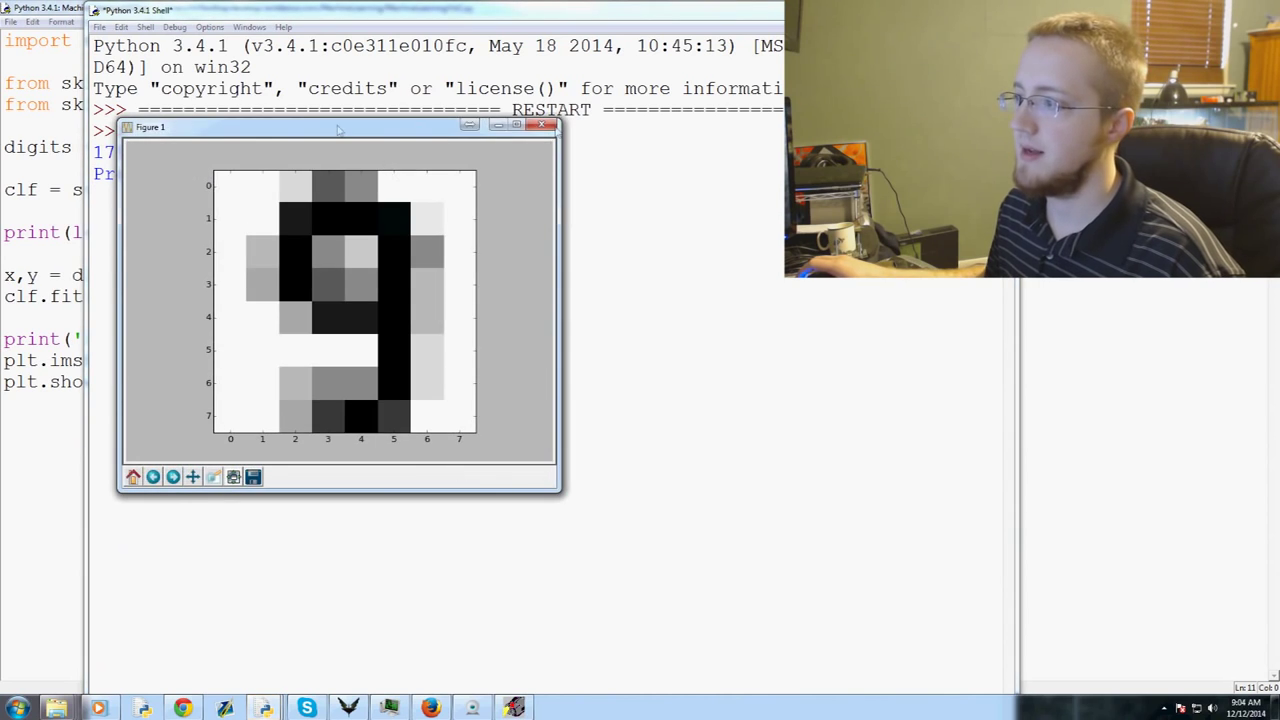 Python 3.4.1: Machi
File Edit Format
import
from sk
from sk
digits
clf = s
print(l
x,y = d
clf.fit
print('
plt.ims
plt.sho
*Python 3.4.1 Shell*
File Edit Shell Debug Options Windows Help
Python 3.4.1 (v3.4.1:c0e311e010fc, May 18 2014, 10:45:13) [MS
D64)] on win32
Type "copyright", "credits" or "license()" for more informati
>>> ================================ RESTART ================
>>
17
Pr
Figure 1
0
1
2
3
4
5
6
7
0 1 2 3 4 5 6 7
Ln: 11 Col: 0
9:04 AM
12/12/2014